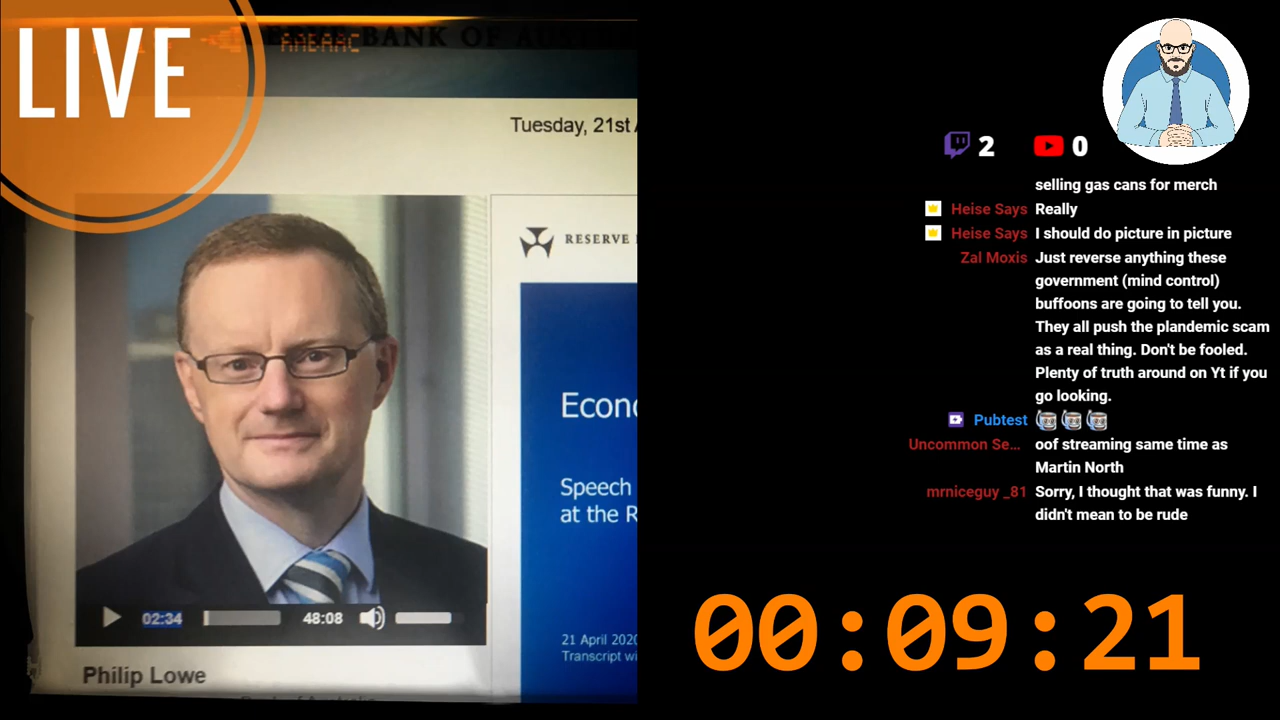 LIVE
BANK OF
Tuesday, 21st
RESERVE
Econo
Speech
at the R
21 April 2020
Transcript wi
02:34
48:08
Philip Lowe
2
0
selling gas cans for merch
Heise Says Really
Heise Says I should do picture in picture
Zal Moxis Just reverse anything these
government (mind control)
buffoons are going to tell you.
They all push the plandemic scam
as a real thing. Don't be fooled.
Plenty of truth around on Yt if you
go looking.
Pubtest
Uncommon Se... oof streaming same time as
Martin North
mrniceguy _81 Sorry, I thought that was funny. I
didn't mean to be rude
00:09:21